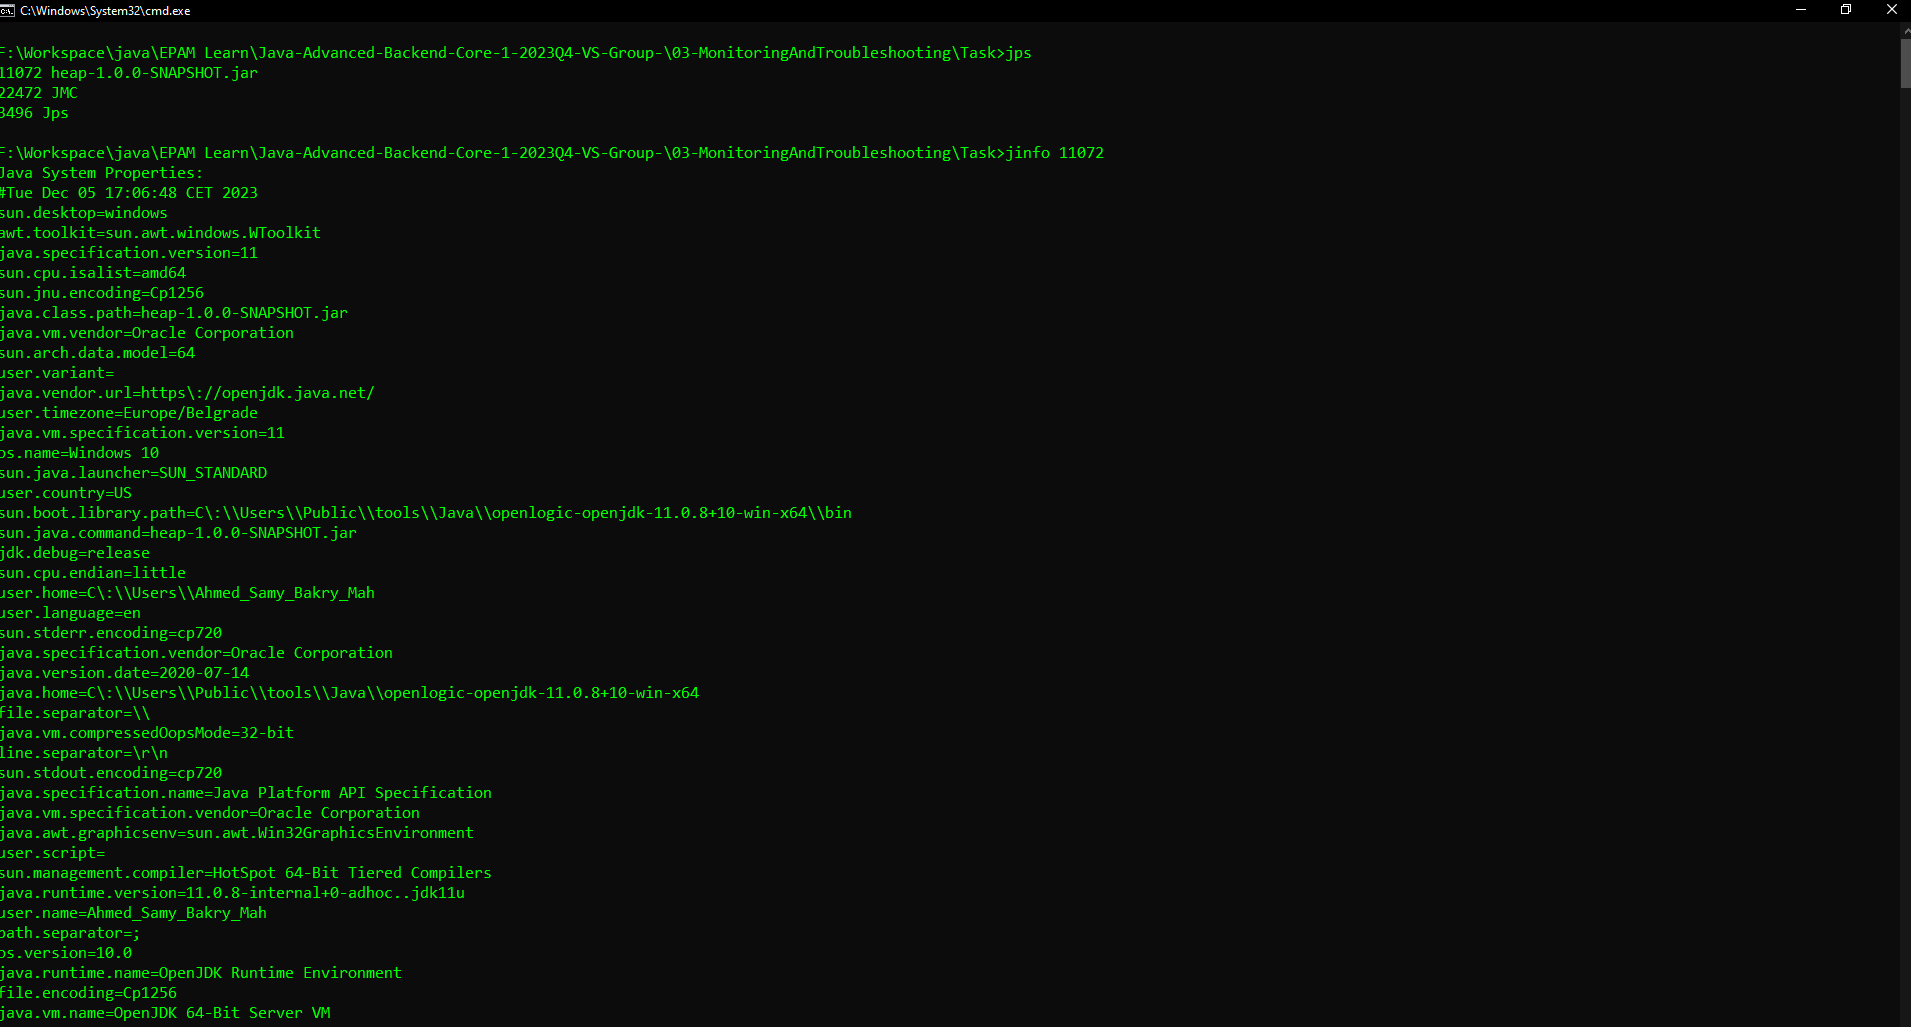 C:\Windows\System32\cmd.exe
F:\Workspace\java\EPAM Learn\Java-Advanced-Backend-Core-1-2023Q4-VS-Group-\03-MonitoringAndTroubleshooting\Task>jps
11072 heap-1.0.0-SNAPSHOT.jar
22472 JMC
3496 Jps
F:\Workspace\java\EPAM Learn\Java-Advanced-Backend-Core-1-2023Q4-VS-Group-\03-MonitoringAndTroubleshooting\Task>jinfo 11072
Java System Properties:
#Tue Dec 05 17:06:48 CET 2023
sun.desktop=windows
awt.toolkit=sun.awt.windows.WToolkit
java.specification.version=11
sun.cpu.isalist=amd64
sun.jnu.encoding=Cp1256
java.class.path=heap-1.0.0-SNAPSHOT.jar
java.vm.vendor=Oracle Corporation
sun.arch.data.model=64
user.variant=
java.vendor.url=https\://openjdk.java.net/
user.timezone=Europe/Belgrade
java.vm.specification.version=11
os.name=Windows 10
sun.java.launcher=SUN_STANDARD
user.country=US
sun.boot.library.path=C\:\\Users\\Public\\tools\\Java\\openlogic-openjdk-11.0.8+10-win-x64\\bin
sun.java.command=heap-1.0.0-SNAPSHOT.jar
jdk.debug=release
sun.cpu.endian=little
user.home=C\:\\Users\\Ahmed_Samy_Bakry_Mah
user.language=en
sun.stderr.encoding=cp720
java.specification.vendor=Oracle Corporation
java.version.date=2020-07-14
java.home=C\:\\Users\\Public\\tools\\Java\\openlogic-openjdk-11.0.8+10-win-x64
file.separator=\\
java.vm.compressedOopsMode=32-bit
line.separator=\r\n
sun.stdout.encoding=cp720
java.specification.name=Java Platform API Specification
java.vm.specification.vendor=Oracle Corporation
java.awt.graphicsenv=sun.awt.Win32GraphicsEnvironment
user.script=
sun.management.compiler=HotSpot 64-Bit Tiered Compilers
java.runtime.version=11.0.8-internal+0-adhoc..jdk11u
user.name=Ahmed_Samy_Bakry_Mah
path.separator=;
os.version=10.0
java.runtime.name=OpenJDK Runtime Environment
file.encoding=Cp1256
java.vm.name=OpenJDK 64-Bit Server VM